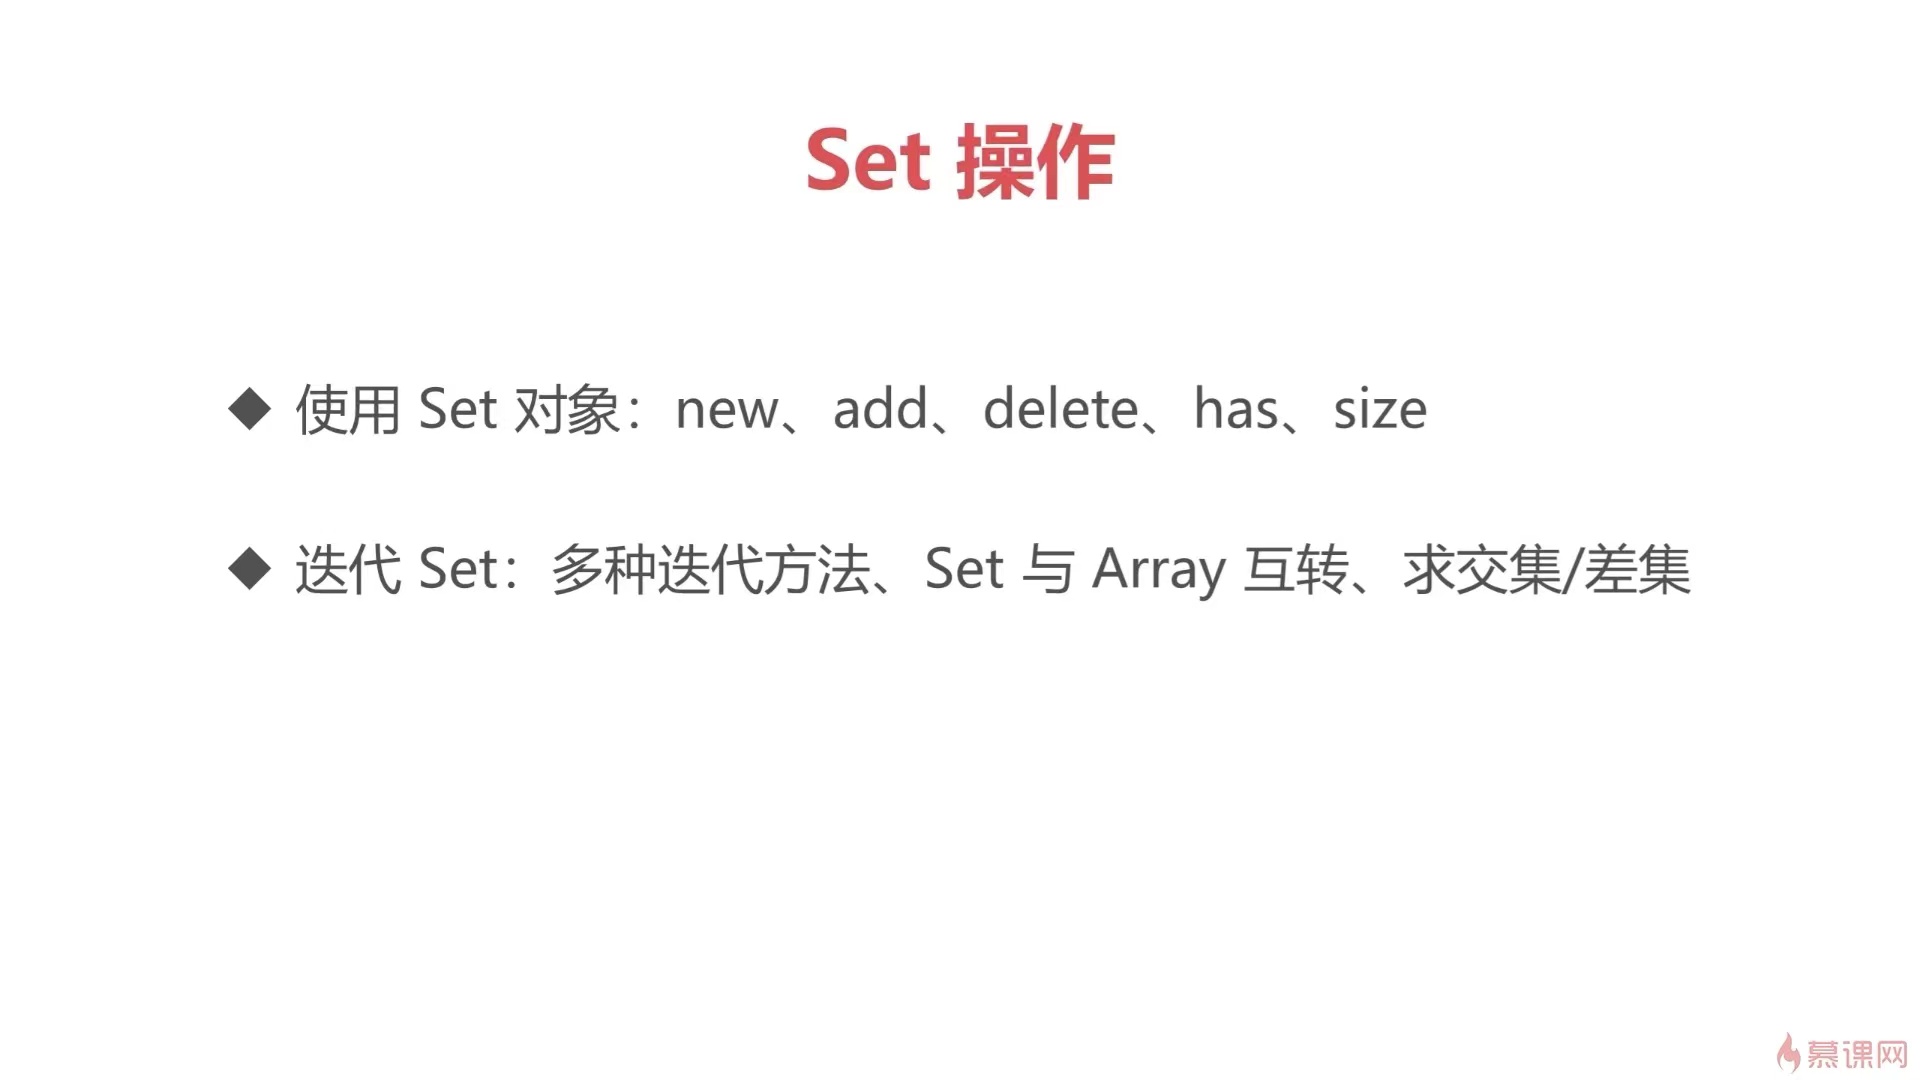 Set 操作
◆ 使用 Set 对象：new、add、delete、has、size
◆ 迭代 Set：多种迭代方法、Set 与 Array 互转、求交集/差集
慕课网